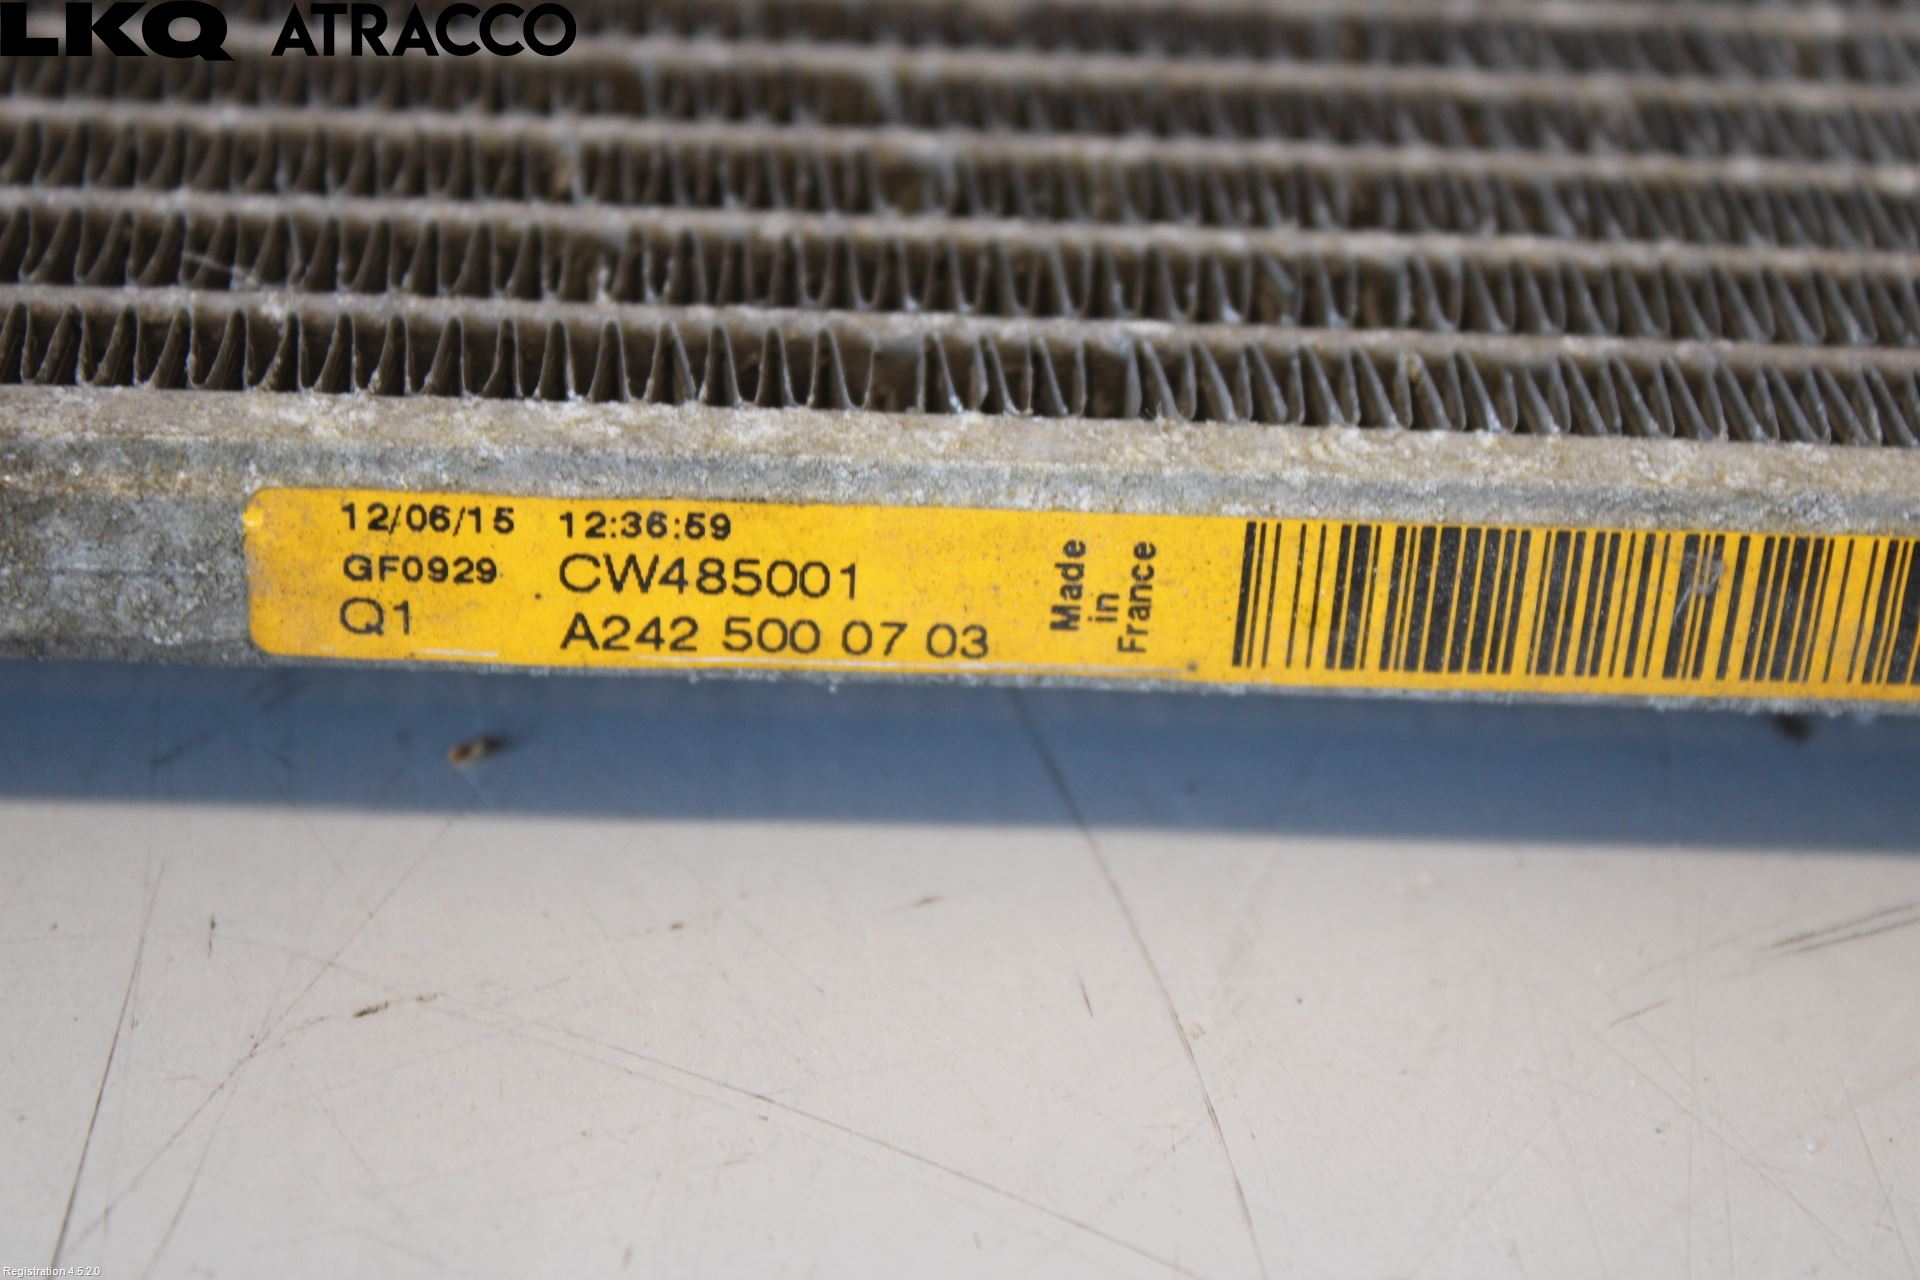 LKQ ATRACCO
12/06/15 12:36:59
GF0929 CW485001
Q1 A242 500 07 03
Made
in
France
Registration 4.5.2.0